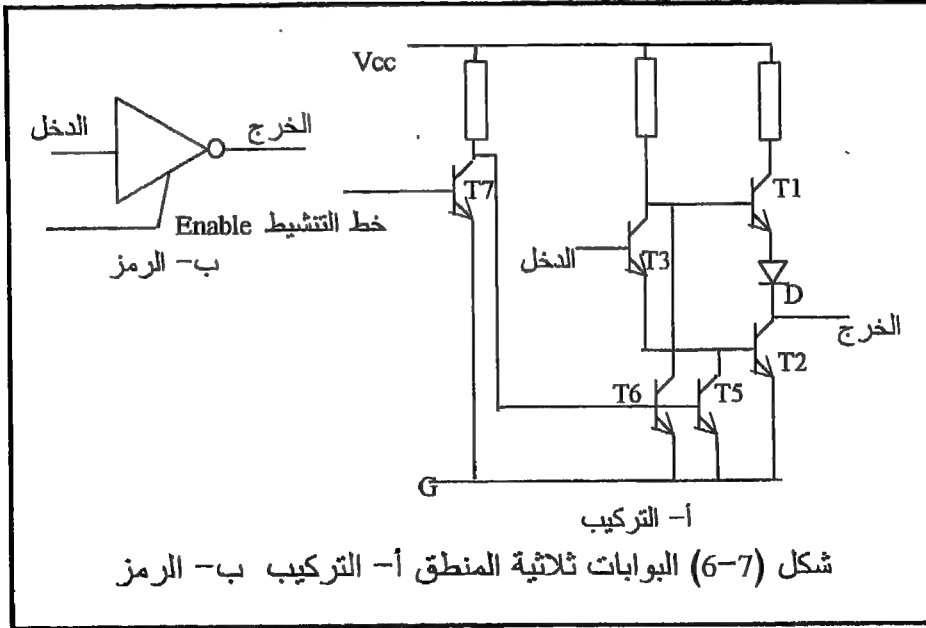 Vcc
الدخل
الخرج
T7
T1
خط التنشيط Enable
ب- الرمز
الدخل
T3
D
الخرج
T2
T6
T5
G
أ- التركيب
شكل (7-6) البوابات ثلاثية المنطق أ- التركيب ب- الرمز